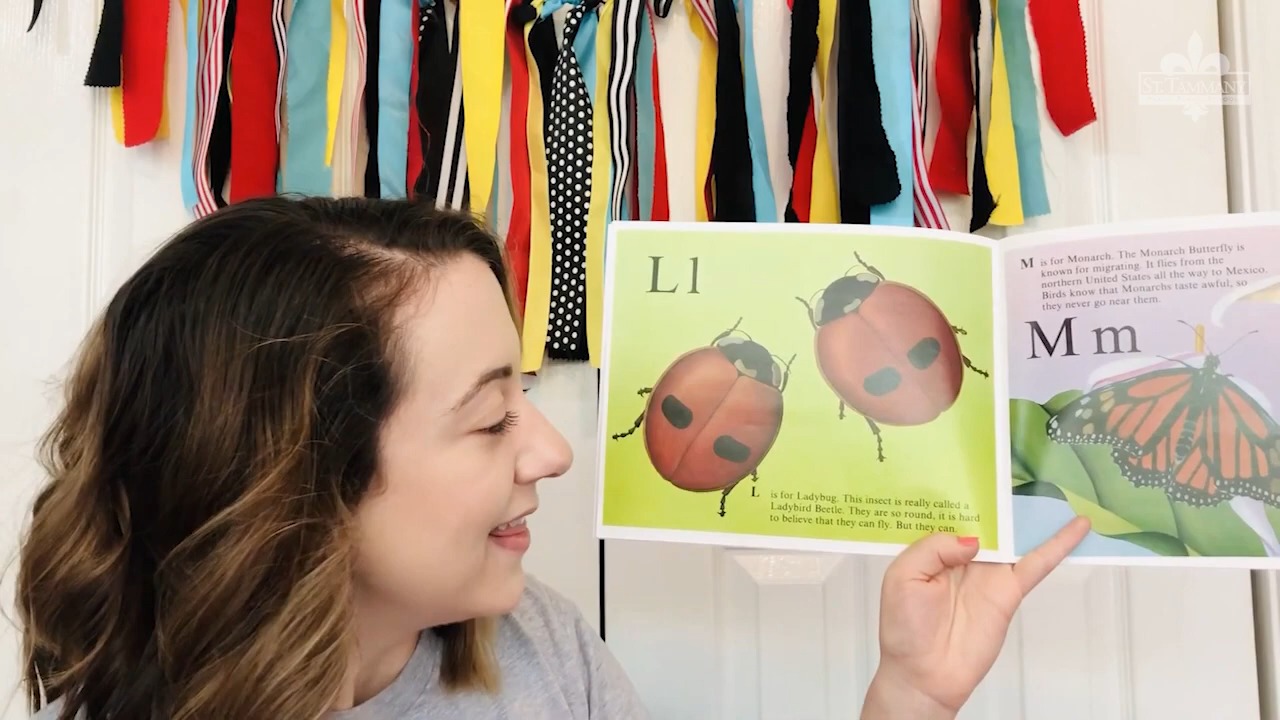 ST. TAMMANY
L l
L is for Ladybug. This insect is really called a
Ladybird Beetle. They are so round, it is hard
to believe that they can fly. But they can.
M is for Monarch. The Monarch Butterfly is
known for migrating. It flies from the
northern United States all the way to Mexico.
Birds know that Monarchs taste awful, so
they never go near them.
M m